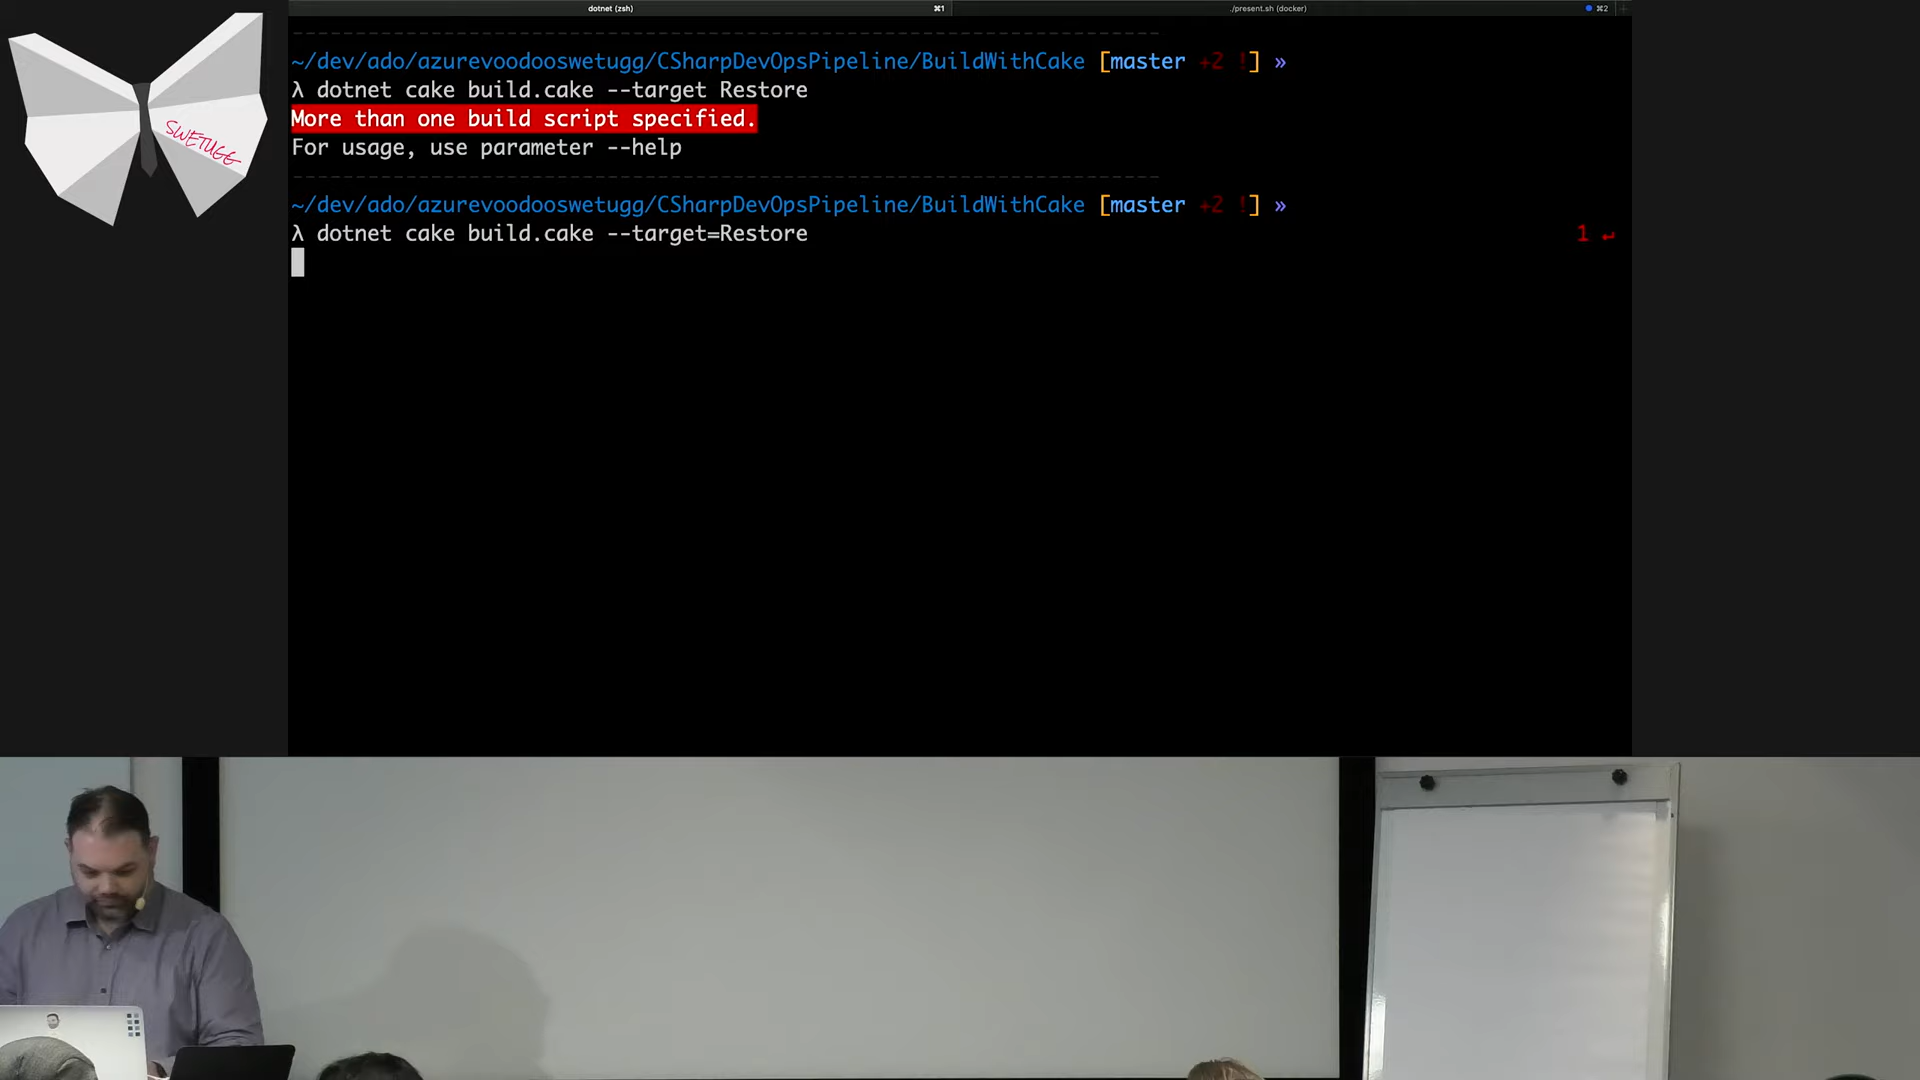 dotnet (zsh) ⌘1 ./present.sh (docker) ⌘2
SWETUGG
~/dev/ado/azurevoodooswetugg/CSharpDevOpsPipeline/BuildWithCake [master +2 !] »
λ dotnet cake build.cake --target Restore
More than one build script specified.
For usage, use parameter --help
~/dev/ado/azurevoodooswetugg/CSharpDevOpsPipeline/BuildWithCake [master +2 !] »
λ dotnet cake build.cake --target=Restore 1 ↵